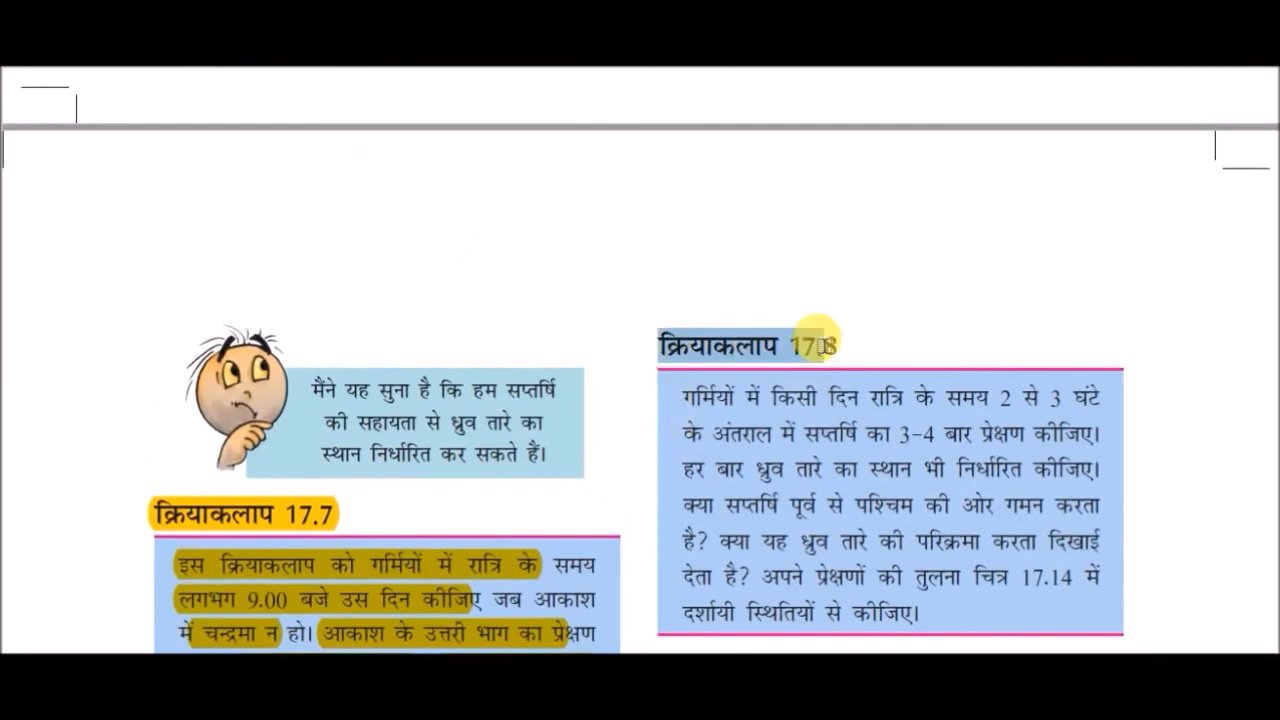 मैंने यह सुना है कि हम सप्तर्षि
की सहायता से ध्रुव तारे का
स्थान निर्धारित कर सकते हैं।
क्रियाकलाप 17.7
इस क्रियाकलाप को गर्मियों में रात्रि के समय
लगभग 9.00 बजे उस दिन कीजिए जब आकाश
में चन्द्रमा न हो। आकाश के उत्तरी भाग का प्रेक्षण
क्रियाकलाप 17.8
गर्मियों में किसी दिन रात्रि के समय 2 से 3 घंटे
के अंतराल में सप्तर्षि का 3-4 बार प्रेक्षण कीजिए।
हर बार ध्रुव तारे का स्थान भी निर्धारित कीजिए।
क्या सप्तर्षि पूर्व से पश्चिम की ओर गमन करता
है? क्या यह ध्रुव तारे की परिक्रमा करता दिखाई
देता है? अपने प्रेक्षणों की तुलना चित्र 17.14 में
दर्शायी स्थितियों से कीजिए।